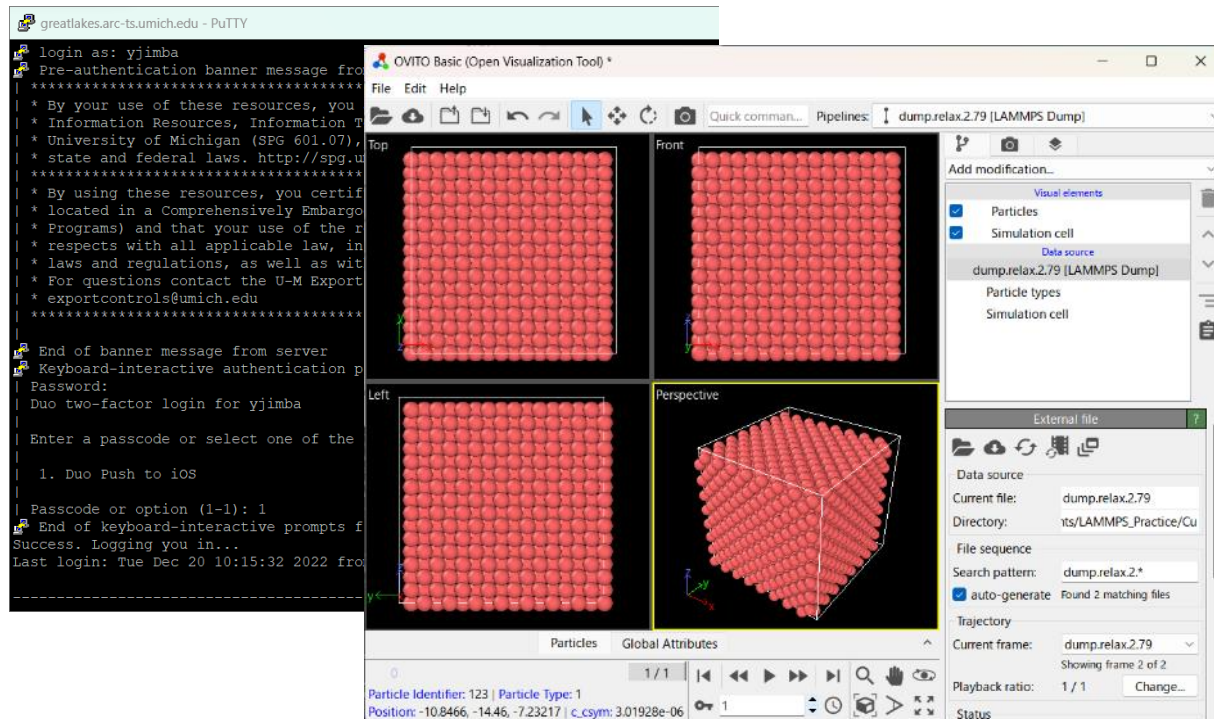 greatlakes.arc-ts.umich.edu - PuTTY
login as: yjimba
Pre-authentication banner message
| ****************************************
| * By your use of these resources, you
| * Information Resources, Information
| * University of Michigan (SPG 601.07),
| * state and federal laws.
| ****************************************
| * By using these resources, you
| * located in a Comprehensively
| * Programs) and that your use of the
| * respects with all applicable law,
| * laws and regulations, as well as
| * For questions contact the U-M Export
| * exportcontrols@umich.edu
| ****************************************
|
End of banner message from server
Keyboard-interactive authentication
| Password:
| Duo two-factor login for yjimba
|
| Enter a passcode or select one of the
|
| 1. Duo Push to iOS
|
| Passcode or option (1-1): 1
End of keyboard-interactive prompts
Success. Logging you in...
Last login: Tue Dec 20 10:15:32 2022
----------------------------------------
OVITO Basic (Open Visualization Tool) *
File Edit Help
Quick comman... Pipelines: dump.relax.2.79 [LAMMPS Dump]
Top
y
z
x
Front
z
y
x
Left
z
y
Perspective
z
y
x
Add modification...
Visual elements
Particles
Simulation cell
Data source
dump.relax.2.79 [LAMMPS Dump]
Particle types
Simulation cell
External file ?
Data source
Current file: dump.relax.2.79
Directory: nts/LAMMPS_Practice/Cu
File sequence
Search pattern: dump.relax.2.*
auto-generate Found 2 matching files
Trajectory
Current frame: dump.relax.2.79
Showing frame 2 of 2
Playback ratio: 1 / 1 Change...
Status
Particles Global Attributes
0 1 / 1
Particle Identifier: 123 | Particle Type: 1
Position: -10.8466, -14.46, -7.23217 | c_csym: 3.01928e-06
1